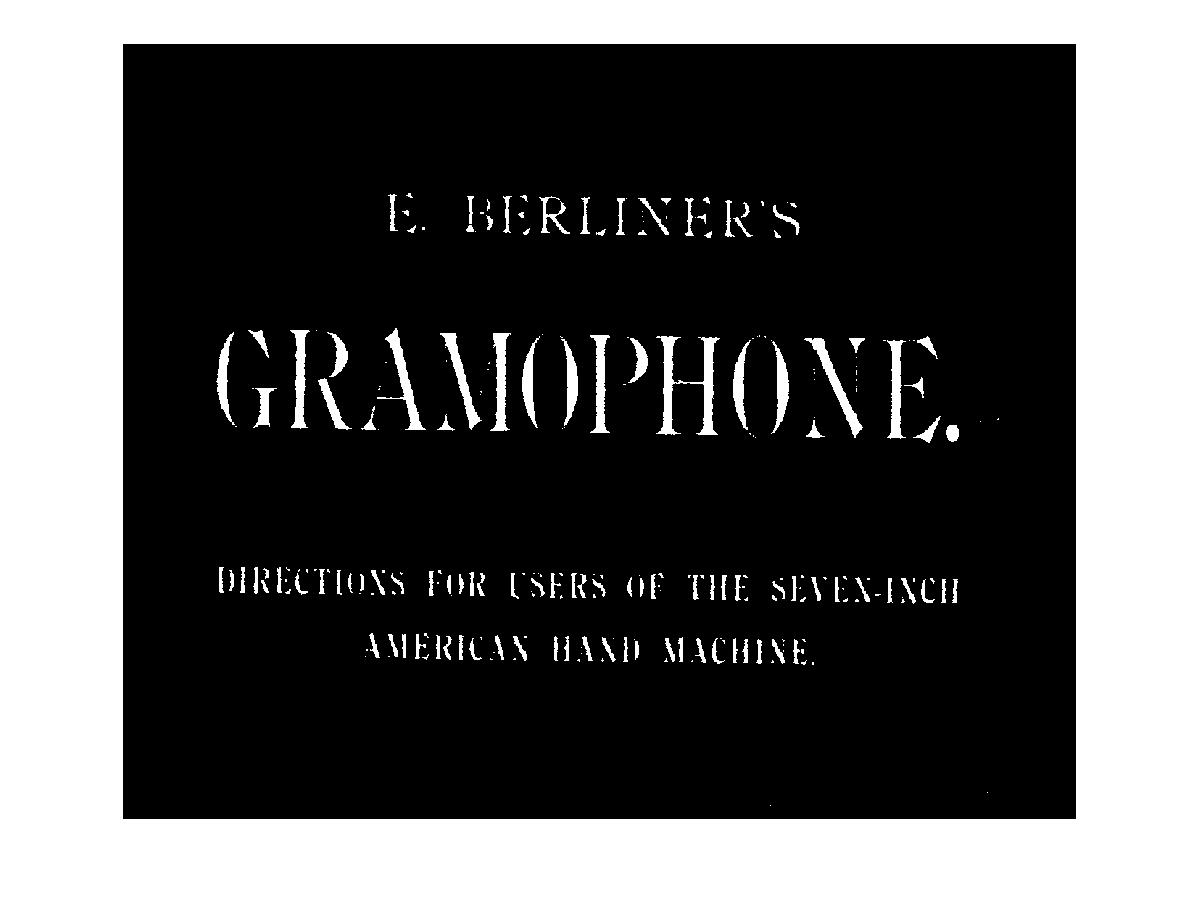 E. BERLINER'S
GRAMOPHONE.
DIRECTIONS FOR USERS OF THE SEVEN-INCH
AMERICAN HAND MACHINE.